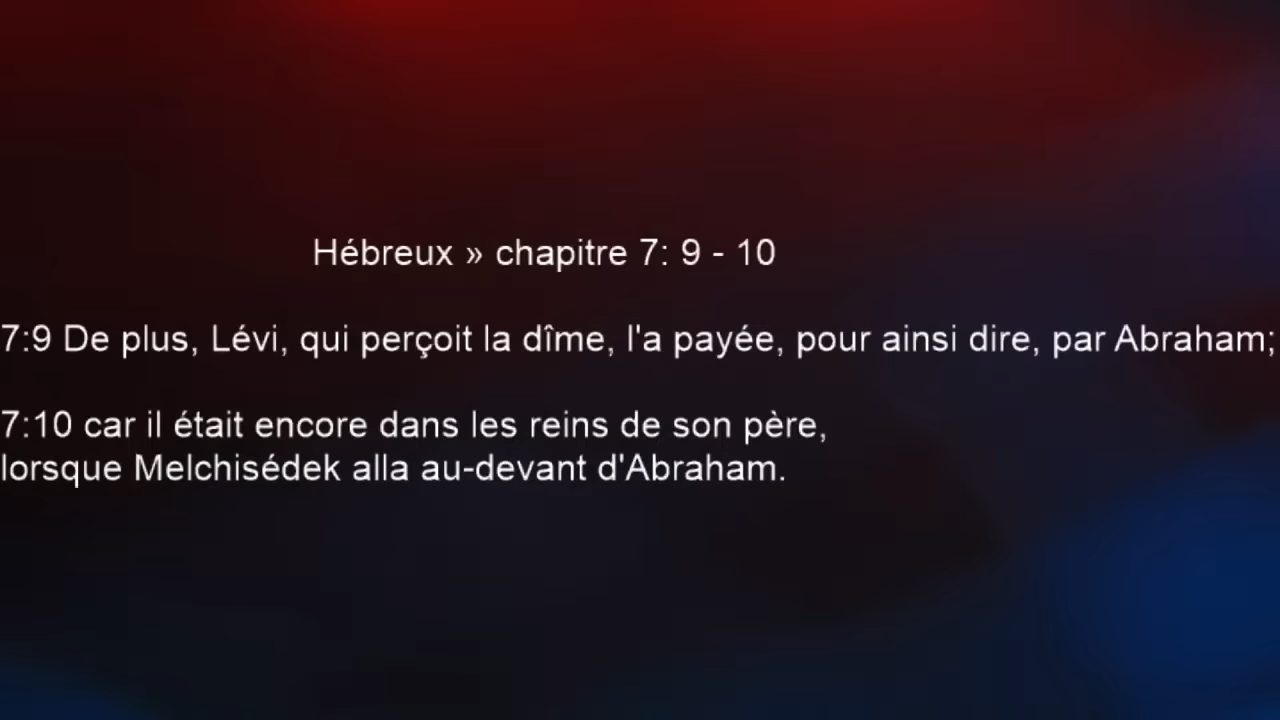 Hébreux » chapitre 7: 9 - 10
7:9 De plus, Lévi, qui perçoit la dîme, l'a payée, pour ainsi dire, par Abraham;
7:10 car il était encore dans les reins de son père,
lorsque Melchisédek alla au-devant d'Abraham.